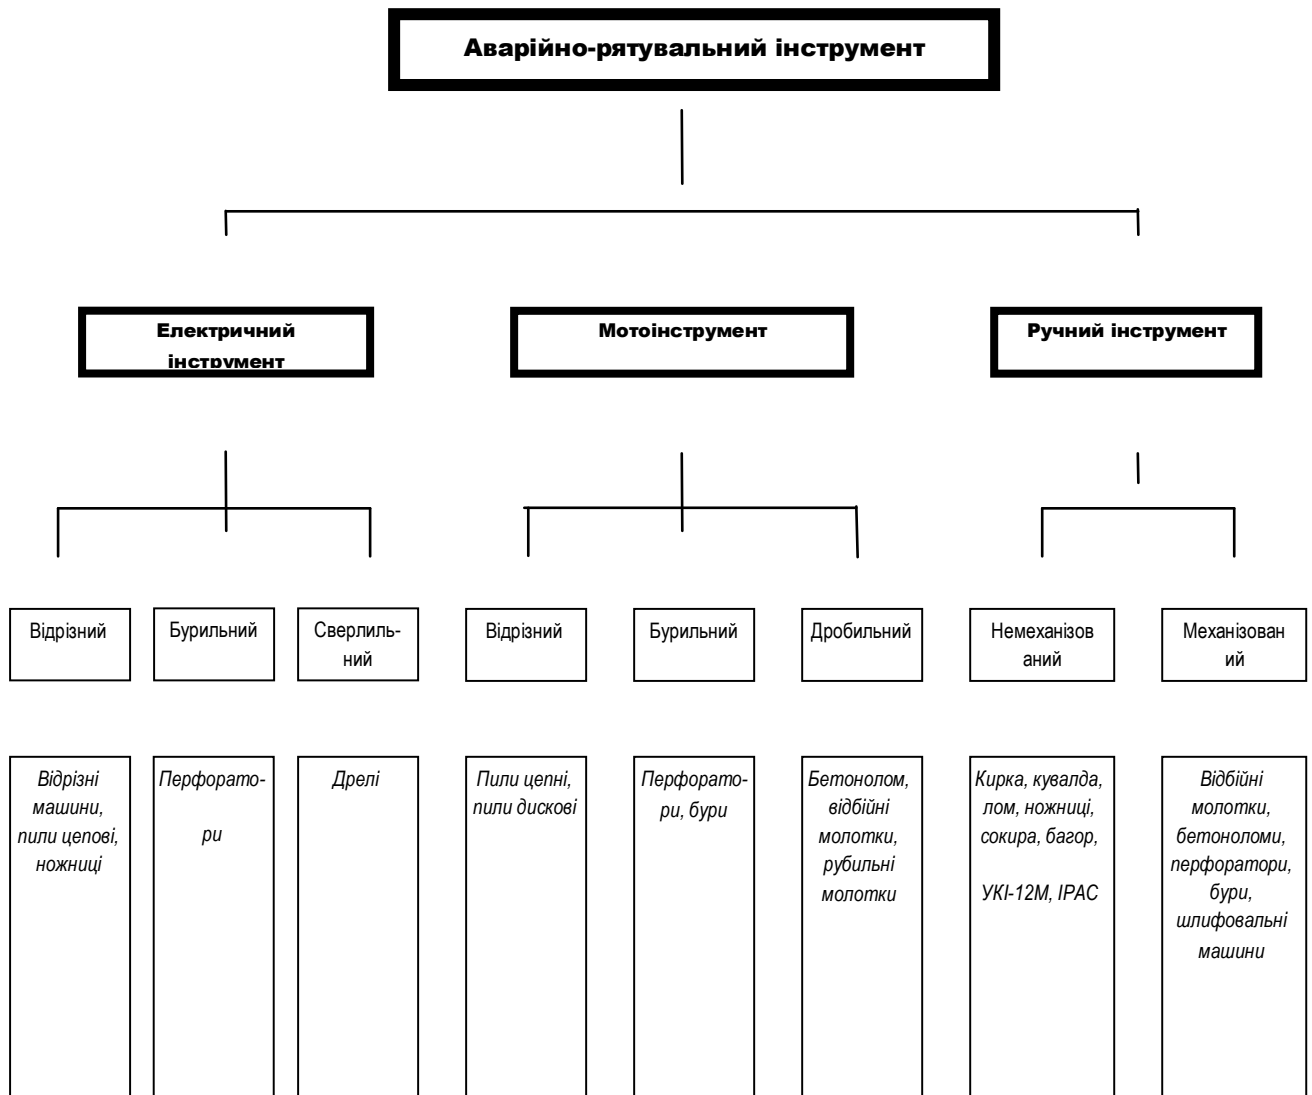 Аварійно-рятувальний інструмент
Електричний
інструмент
Мотоінструмент
Ручний інструмент
Відрізний
Бурильний
Сверлиль-
ний
Відрізний
Бурильний
Дробильний
Немеханізов
аний
Механізован
ий
Відрізні
машини,
пили цепові,
ножниці
Перфорато-
ри
Дрелі
Пили цепні,
пили дискові
Перфорато-
ри, бури
Бетонолом,
відбійні
молотки,
рубильні
молотки
Кирка, кувалда,
лом, ножниці,
сокира, багор,
УКІ-12М, ІРАС
Відбійні
молотки,
бетоноломи,
перфоратори,
бури,
шлифовальні
машини